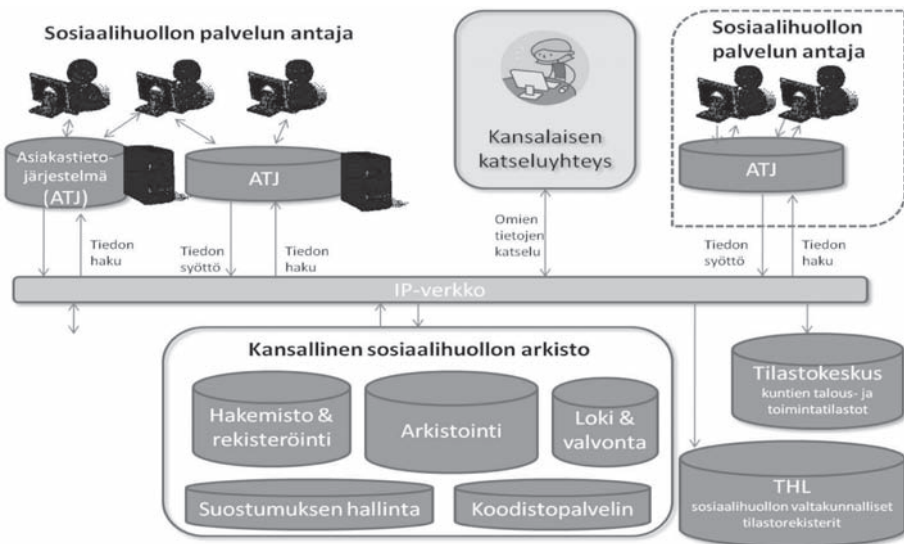 Sosiaalihuollon palvelun antaja
Sosiaalihuollon
palvelun antaja
Asiakastieto-
järjestelmä
(ATJ)
ATJ
Kansalaisen
katseluyhteys
ATJ
Tiedon
haku
Tiedon
syöttö
Tiedon
haku
Omien
tietojen
katselu
Tiedon
syöttö
Tiedon
haku
IP-verkko
Kansallinen sosiaalihuollon arkisto
Hakemisto &
rekisteröinti
Arkistointi
Loki &
valvonta
Suostumuksen hallinta
Koodistopalvelin
Tilastokeskus
kuntien talous- ja
toimintatilastot
THL
sosiaalihuollon valtakunnalliset
tilastorekisterit